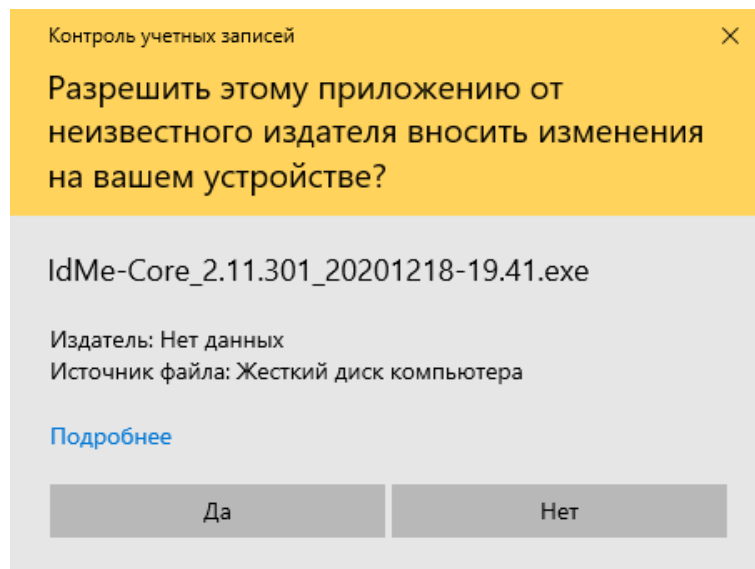 Контроль учетных записей
Разрешить этому приложению от
неизвестного издателя вносить изменения
на вашем устройстве?
IdMe-Core_2.11.301_20201218-19.41.exe
Издатель: Нет данных
Источник файла: Жесткий диск компьютера
Подробнее
Да Нет